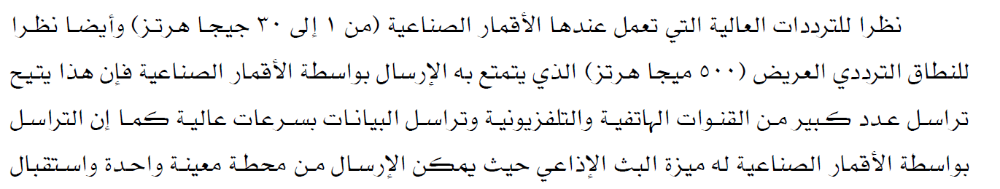 نظرا للترددات العالية التي تعمل عندها الأقمار الصناعية (من ١ إلى ٣٠ جيجا هرتز) وأيضا نظرا
للنطاق الترددي العريض (٥٠٠ ميجا هرتز) الذي يتمتع به الإرسال بواسطة الأقمار الصناعية فإن هذا يتيح
تراسل عدد كبير من القنوات الهاتفية والتلفزيونية وتراسل البيانات بسرعات عالية كما إن التراسل
بواسطة الأقمار الصناعية له ميزة البث الإذاعي حيث يمكن الإرسال من محطة معينة واحدة واستقبال